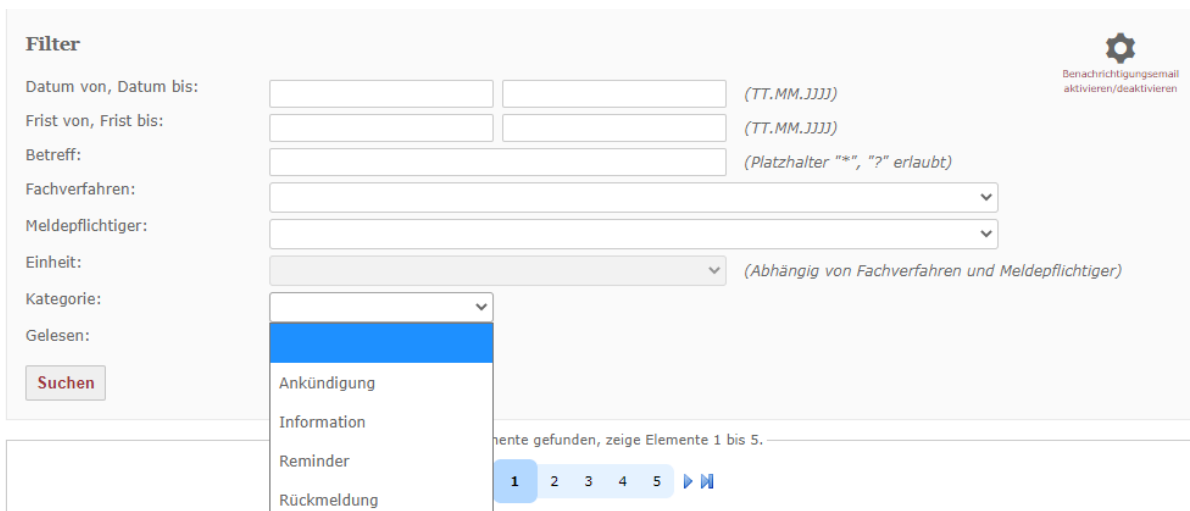 Filter
Benachrichtigungsemail
aktivieren/deaktivieren
Datum von, Datum bis:
(TT.MM.JJJJ)
Frist von, Frist bis:
(TT.MM.JJJJ)
Betreff:
(Platzhalter "*", "?" erlaubt)
Fachverfahren:
Meldepflichtiger:
Einheit:
(Abhängig von Fachverfahren und Meldepflichtiger)
Kategorie:
Gelesen:
Suchen
Ankündigung
Information
gefunden, zeige Elemente 1 bis 5.
Reminder
1 2 3 4 5
Rückmeldung